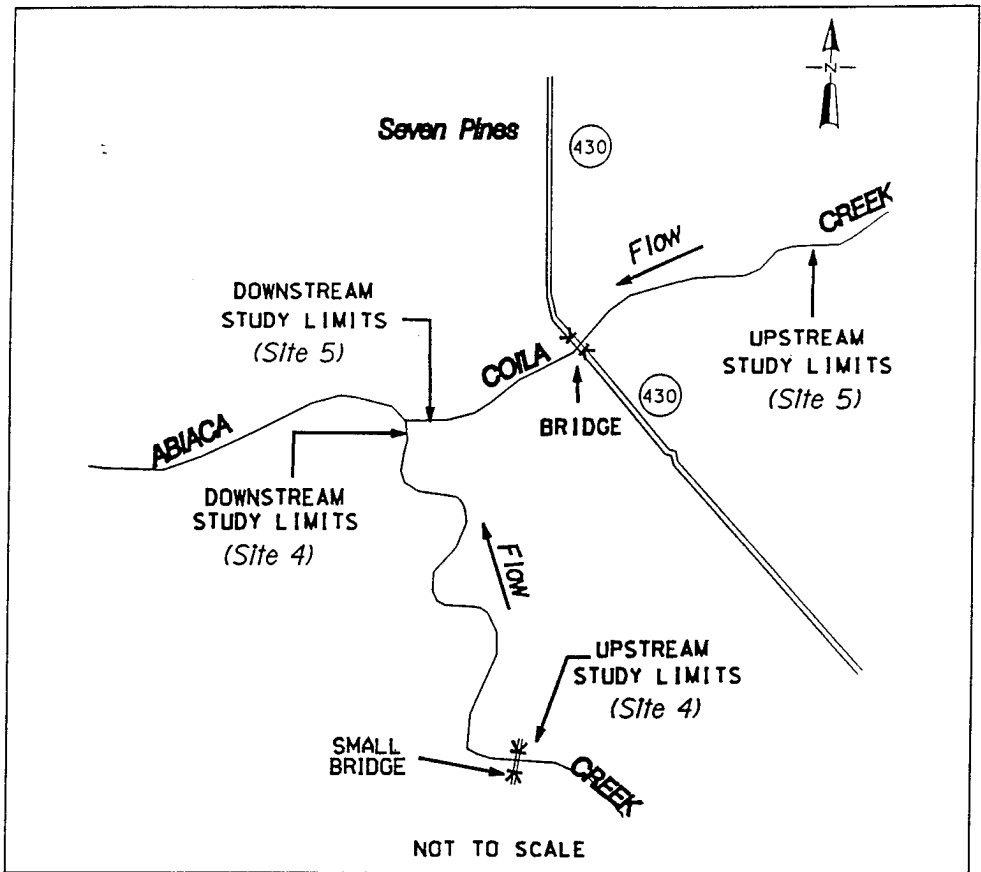 N
Seven Pines
430
CREEK
Flow
DOWNSTREAM
STUDY LIMITS
(Site 5)
UPSTREAM
STUDY LIMITS
(Site 5)
COILA
430
BRIDGE
ABIACA
DOWNSTREAM
STUDY LIMITS
(Site 4)
Flow
UPSTREAM
STUDY LIMITS
(Site 4)
SMALL
BRIDGE
CREEK
NOT TO SCALE